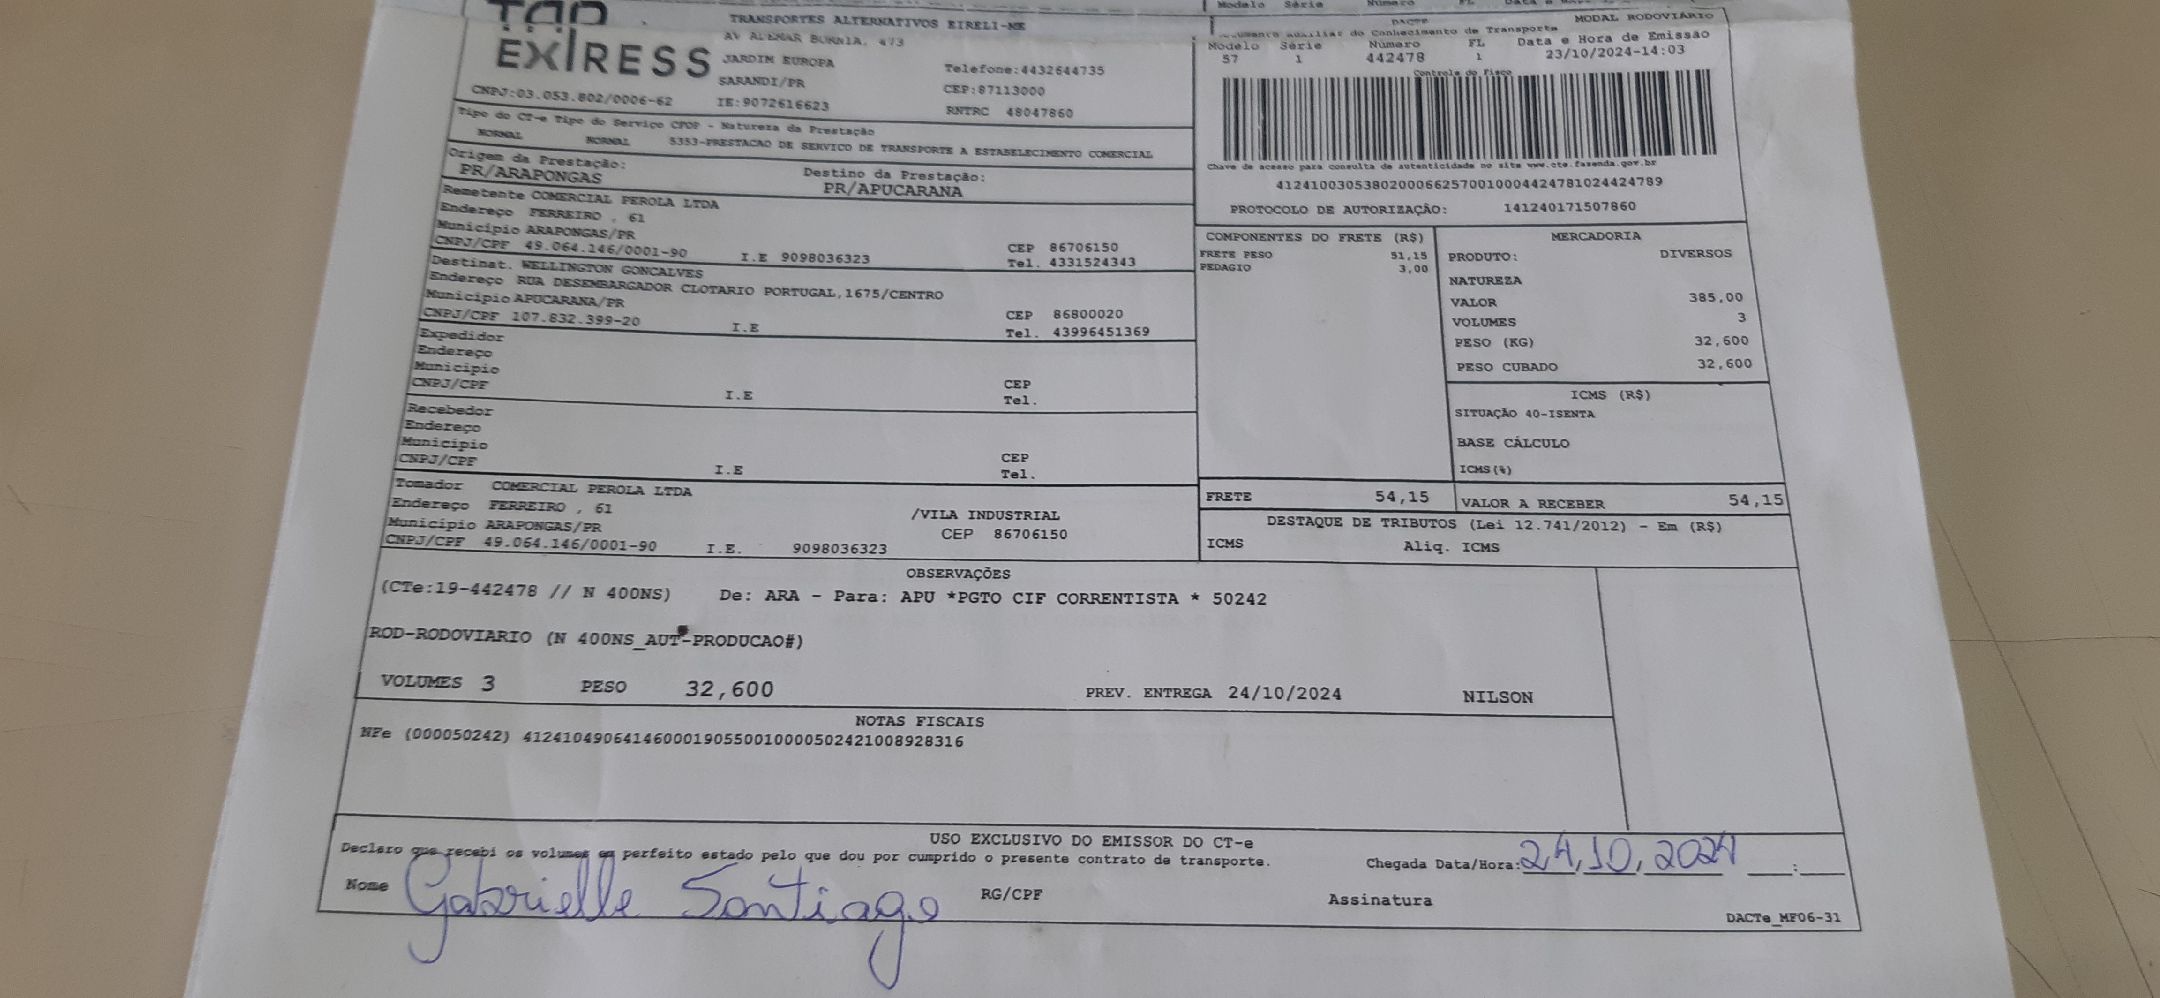 EXPRESS
TRANSPORTES ALTERNATIVOS EIRELI-ME
AV ALEMAR BORNIA, 473
JARDIM EUROPA
Telefone:4432644735
SARANDI/PR
CEP:87113000
CNPJ:03.053.802/0006-62 IE:9072616623
RNTRC 48047860
Modelo Série Número FL
DACTE MODAL RODOVIÁRIO
Documento Auxiliar do Conhecimento de Transporte
Modelo Série Número FL Data e Hora de Emissão
57 1 442478 1 23/10/2024-14:03
Controle do Fisco
Chave de acesso para consulta de autenticidade no site www.cte.fazenda.gov.br
41241003053802000662570010004424781024424789
PROTOCOLO DE AUTORIZAÇÃO: 141240171507860
Tipo do CT-e Tipo do Serviço CFOP - Natureza da Prestação
NORMAL NORMAL 5353-PRESTACAO DE SERVICO DE TRANSPORTE A ESTABELECIMENTO COMERCIAL
Origem da Prestação: Destino da Prestação:
PR/ARAPONGAS PR/APUCARANA
Remetente COMERCIAL PEROLA LTDA
Endereço FERREIRO , 61
Município ARAPONGAS/PR CEP 86706150
CNPJ/CPF 49.064.146/0001-90 I.E 9098036323 Tel. 4331524343
Destinat. WELLINGTON GONCALVES
Endereço RUA DESEMBARGADOR CLOTARIO PORTUGAL,1675/CENTRO
Município APUCARANA/PR CEP 86800020
CNPJ/CPF 107.832.399-20 I.E Tel. 43996451369
Expedidor
Endereço
Município CEP
CNPJ/CPF I.E Tel.
Recebedor
Endereço
Município CEP
CNPJ/CPF I.E Tel.
Tomador COMERCIAL PEROLA LTDA
Endereço FERREIRO , 61 /VILA INDUSTRIAL
Município ARAPONGAS/PR CEP 86706150
CNPJ/CPF 49.064.146/0001-90 I.E. 9098036323
COMPONENTES DO FRETE (R$)
FRETE PESO 51,15
PEDAGIO 3,00
MERCADORIA
PRODUTO: DIVERSOS
NATUREZA
VALOR 385,00
VOLUMES 3
PESO (KG) 32,600
PESO CUBADO 32,600
ICMS (R$)
SITUAÇÃO 40-ISENTA
BASE CÁLCULO
ICMS(%)
FRETE 54,15 VALOR A RECEBER 54,15
DESTAQUE DE TRIBUTOS (Lei 12.741/2012) - Em (R$)
ICMS Aliq. ICMS
OBSERVAÇÕES
(CTe:19-442478 // N 400NS) De: ARA - Para: APU *PGTO CIF CORRENTISTA * 50242
ROD-RODOVIARIO (N 400NS_AUT-PRODUCAO#)
VOLUMES 3 PESO 32,600 PREV. ENTREGA 24/10/2024 NILSON
NOTAS FISCAIS
NFe (000050242) 41241049064146000190550010000502421008928316
USO EXCLUSIVO DO EMISSOR DO CT-e
Declaro que recebi os volumes em perfeito estado pelo que dou por cumprido o presente contrato de transporte.
Chegada Data/Hora: 24,10,2024 :
Nome Gabrielle Santiago RG/CPF Assinatura
DACTe_MF06-31